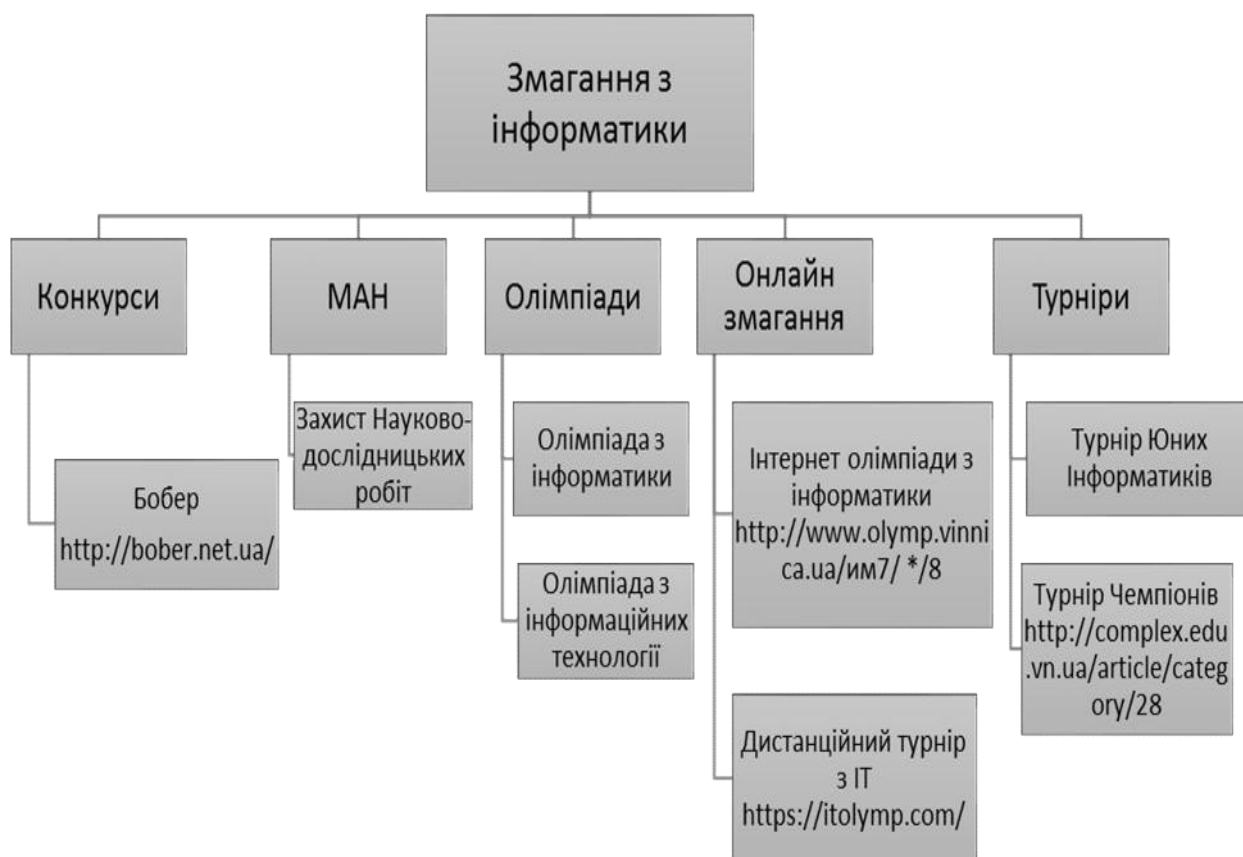 Змагання з
інформатики
Конкурси
МАН
Олімпіади
Онлайн
змагання
Турніри
Бобер
http://bober.net.ua/
Захист Науково-
дослідницьких
робіт
Олімпіада з
інформатики
Олімпіада з
інформаційних
технології
Інтернет олімпіади з
інформатики
http://www.olymp.vinni
ca.ua/им7/ */8
Дистанційний турнір
з ІТ
https://itolymp.com/
Турнір Юних
Інформатиків
Турнір Чемпіонів
http://complex.edu
.vn.ua/article/categ
ory/28